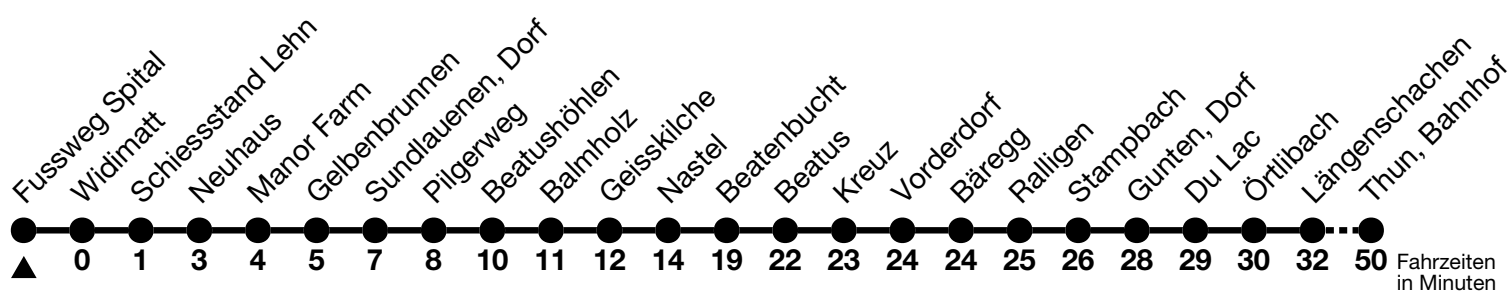 Fussweg Spital
Widimatt
Schiessstand Lehn
Neuhaus
Manor Farm
Gelbenbrunnen
Sundlauenen, Dorf
Pilgerweg
Beatushöhlen
Balmholz
Geisskilche
Nastel
Beatenbucht
Beatus
Kreuz
Vorderdorf
Bäregg
Ralligen
Stampbach
Gunten, Dorf
Du Lac
Örtlibach
Längenschachen
Thun, Bahnhof
0 1 3 4 5 7 8 10 11 12 14 19 22 23 24 24 25 26 28 29 30 32 50 Fahrzeiten
in Minuten